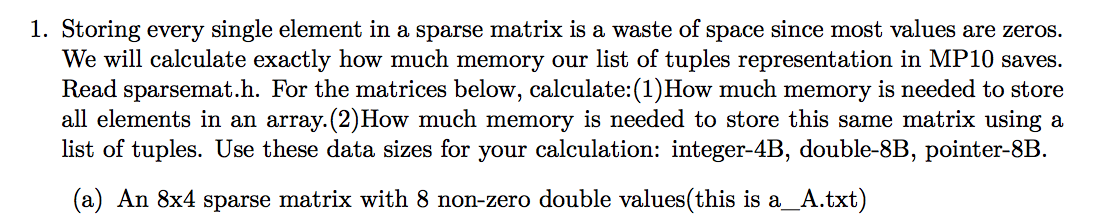 1. Storing every single element in a sparse matrix is a waste of space since most values are zeros.
We will calculate exactly how much memory our list of tuples representation in MP10 saves.
Read sparsemat.h. For the matrices below, calculate:(1)How much memory is needed to store
all elements in an array.(2)How much memory is needed to store this same matrix using a
list of tuples. Use these data sizes for your calculation: integer-4B, double-8B, pointer-8B.
(a) An 8x4 sparse matrix with 8 non-zero double values(this is a_A.txt)